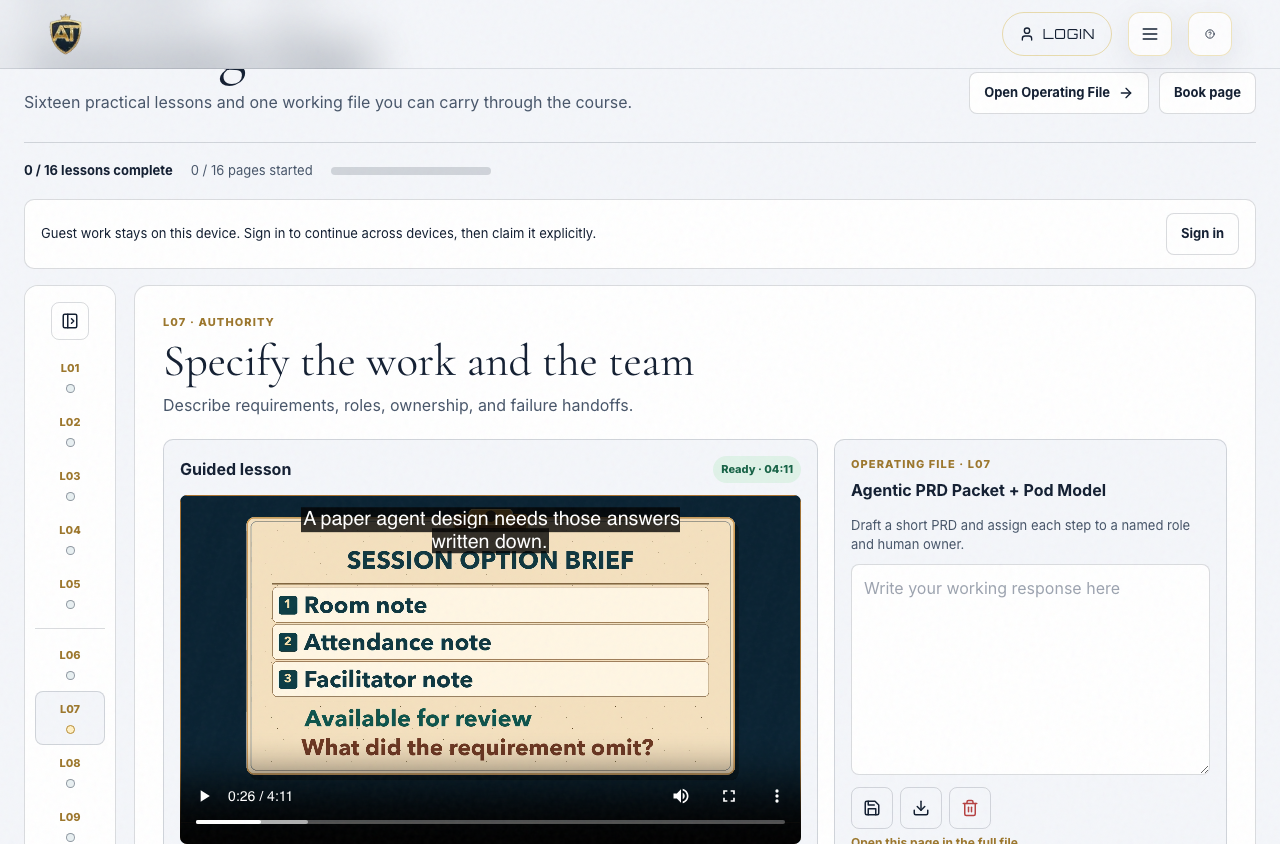 AT
LOGIN
Sixteen practical lessons and one working file you can carry through the course.
Open Operating File
Book page
0 / 16 lessons complete
0 / 16 pages started
Guest work stays on this device. Sign in to continue across devices, then claim it explicitly.
Sign in
L01
L02
L03
L04
L05
L06
L07
L08
L09
L07 · AUTHORITY
Specify the work and the team
Describe requirements, roles, ownership, and failure handoffs.
Guided lesson
Ready · 04:11
A paper agent design needs those answers
written down.
SESSION OPTION BRIEF
1 Room note
2 Attendance note
3 Facilitator note
Available for review
What did the requirement omit?
0:26 / 4:11
OPERATING FILE · L07
Agentic PRD Packet + Pod Model
Draft a short PRD and assign each step to a named role
and human owner.
Write your working response here
Open this page in the full file